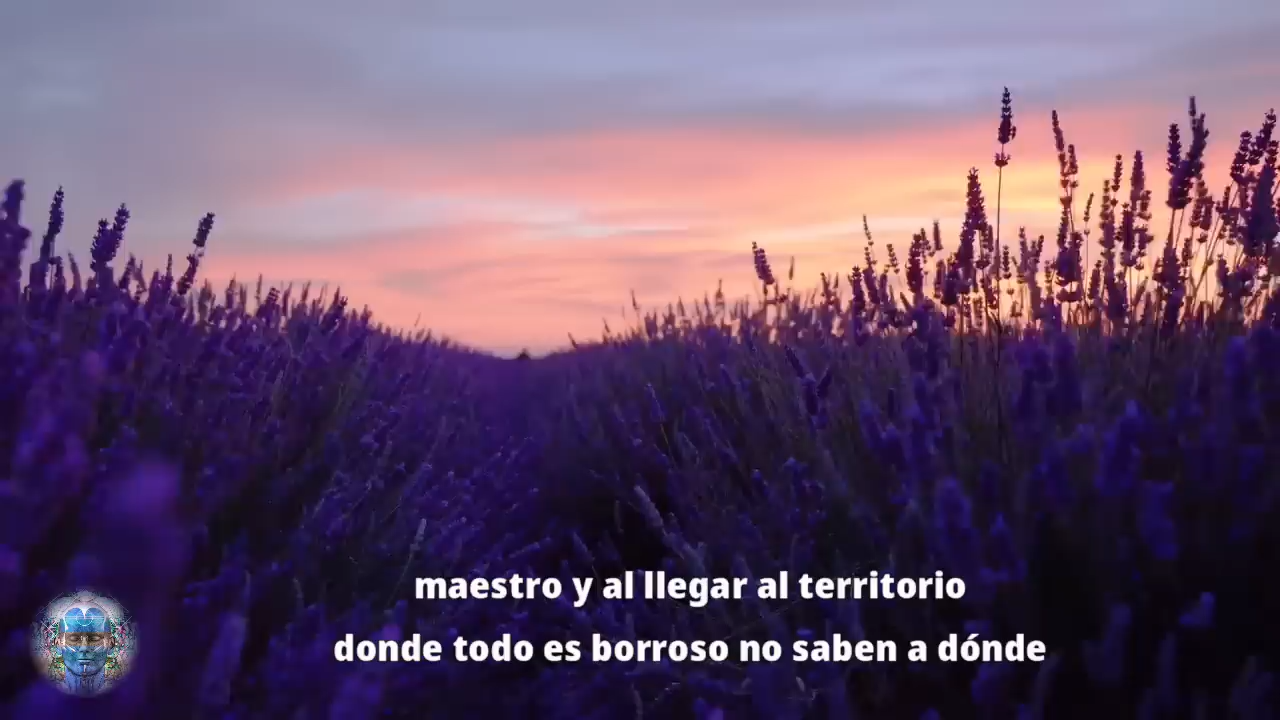 maestro y al llegar al territorio
donde todo es borroso no saben a dónde